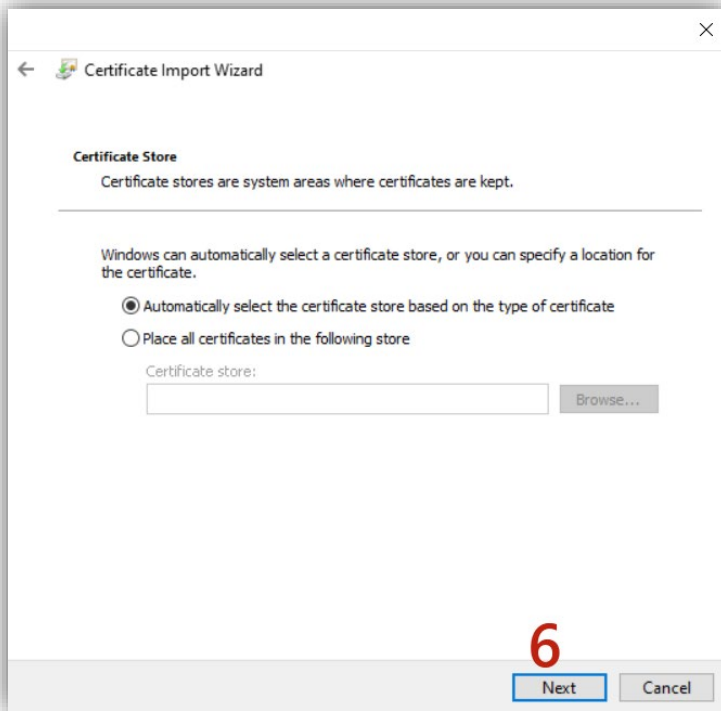 Certificate Import Wizard
Certificate Store
Certificate stores are system areas where certificates are kept.
Windows can automatically select a certificate store, or you can specify a location for
the certificate.
Automatically select the certificate store based on the type of certificate
Place all certificates in the following store
Certificate store:
Browse...
6
Next Cancel